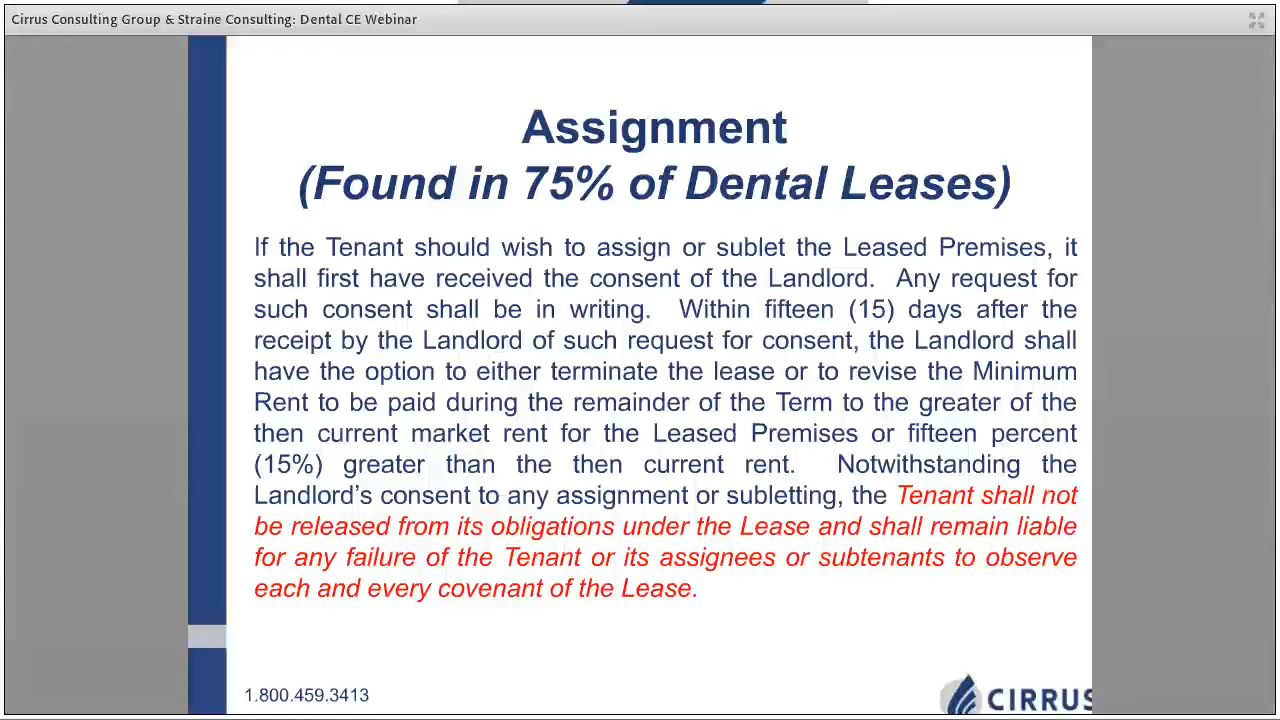 Cirrus Consulting Group & Straine Consulting: Dental CE Webinar
Assignment
(Found in 75% of Dental Leases)
If the Tenant should wish to assign or sublet the Leased Premises, it
shall first have received the consent of the Landlord. Any request for
such consent shall be in writing. Within fifteen (15) days after the
receipt by the Landlord of such request for consent, the Landlord shall
have the option to either terminate the lease or to revise the Minimum
Rent to be paid during the remainder of the Term to the greater of the
then current market rent for the Leased Premises or fifteen percent
(15%) greater than the then current rent. Notwithstanding the
Landlord’s consent to any assignment or subletting, the Tenant shall not
be released from its obligations under the Lease and shall remain liable
for any failure of the Tenant or its assignees or subtenants to observe
each and every covenant of the Lease.
1.800.459.3413
CIRRUS